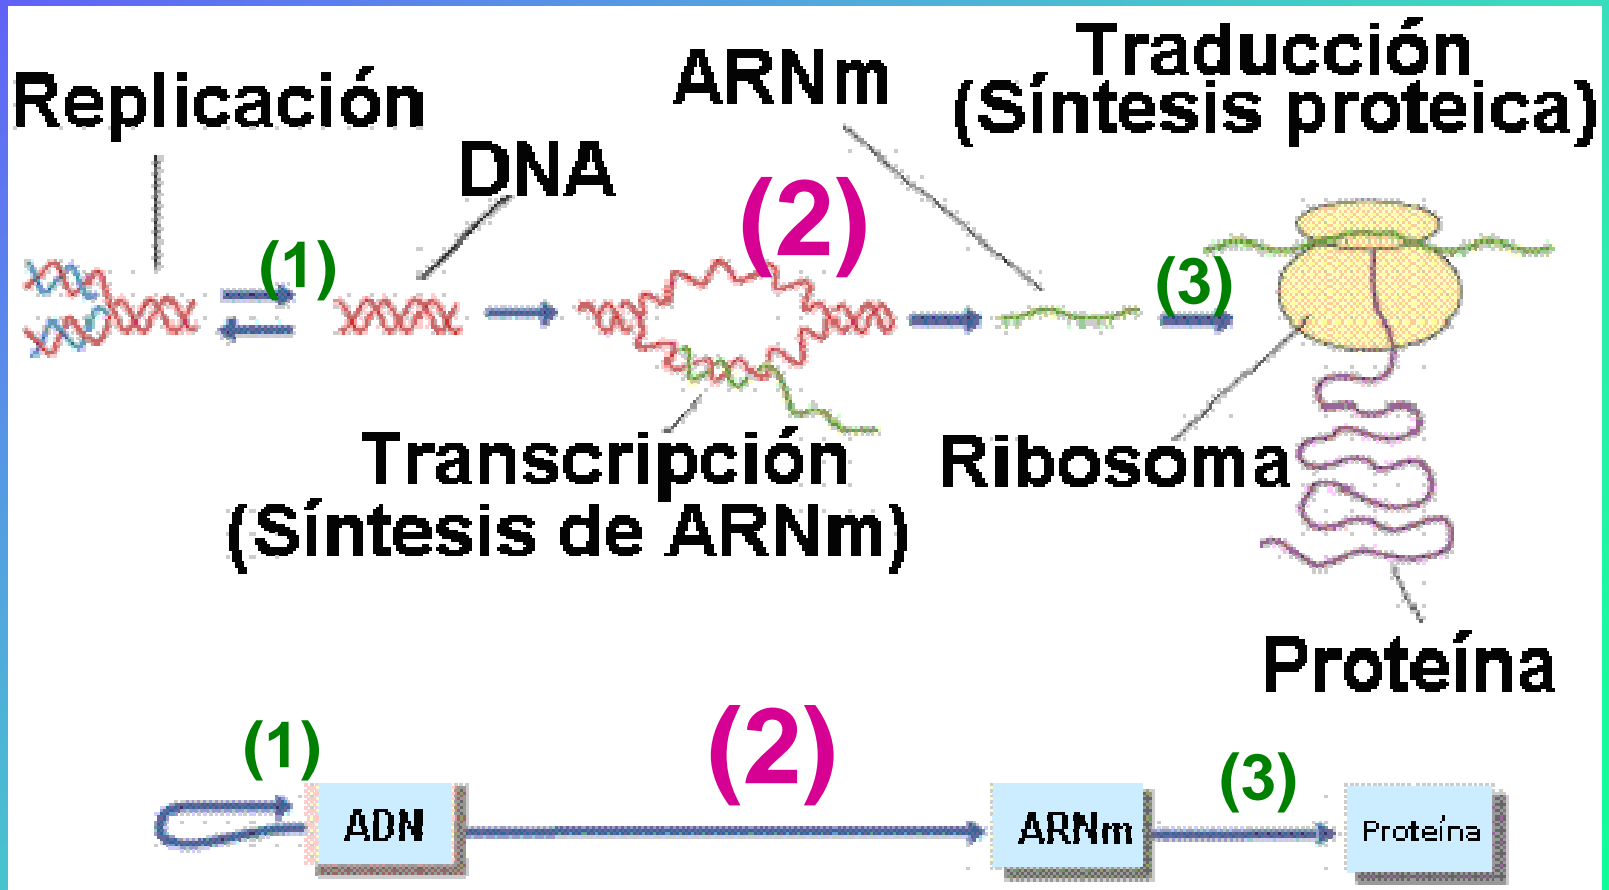 Replicación
DNA
ARNm
Traducción
(Síntesis proteica)
(1)
(2)
(3)
Transcripción
(Síntesis de ARNm)
Ribosoma
Proteína
(1)
(2)
(3)
ADN
ARNm
Proteína